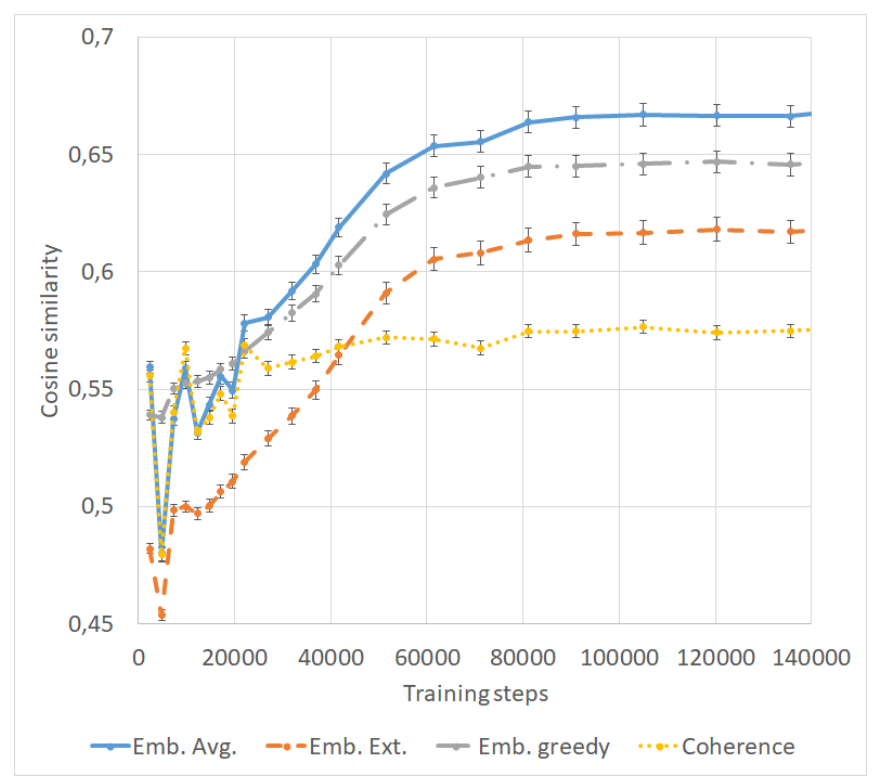 0,7
0,65
0,6
0,55
0,5
0,45
Cosine similarity
0 20000 40000 60000 80000 100000 120000 140000
Training steps
Emb. Avg. Emb. Ext. Emb. greedy Coherence